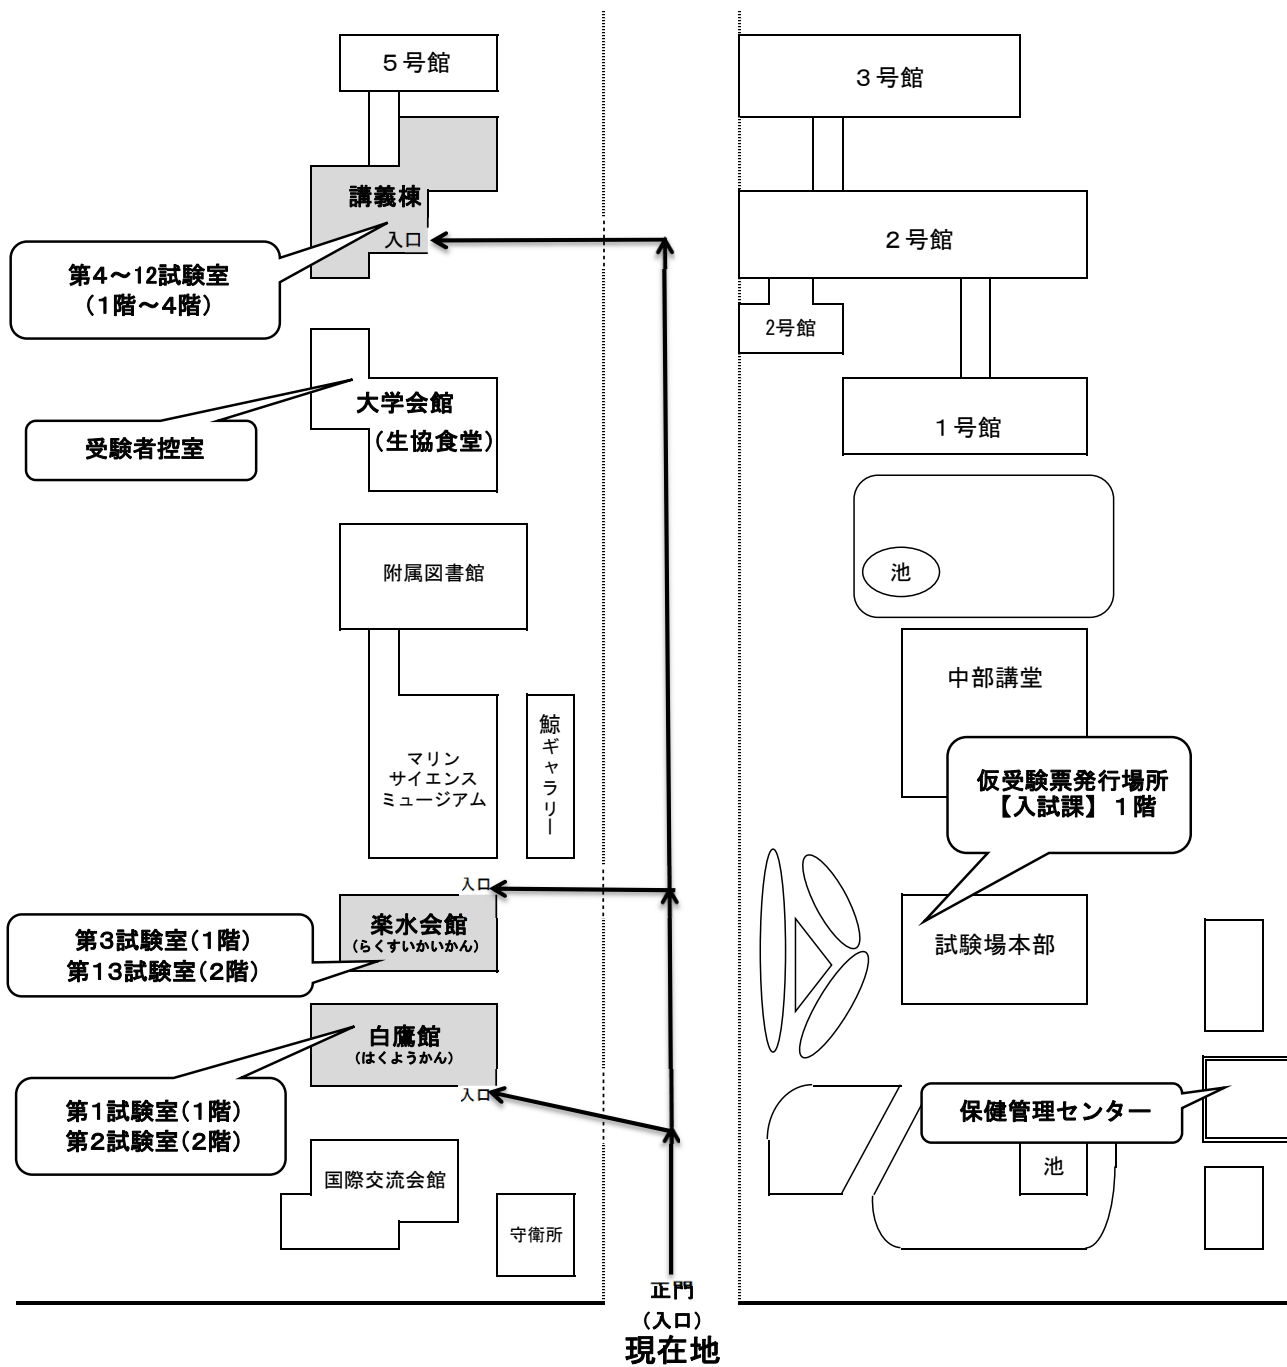 ５号館
３号館
講義棟
入口
２号館
第４～12試験室
（１階～４階）
2号館
大学会館
（生協食堂）
受験者控室
１号館
附属図書館
池
中部講堂
鯨ギャラリー
マリン
サイエンス
ミュージアム
仮受験票発行場所
【入試課】１階
入口
楽水会館
（らくすいかいかん）
第３試験室（１階）
第１３試験室（２階）
試験場本部
白鷹館
（はくようかん）
入口
第１試験室（１階）
第２試験室（２階）
保健管理センター
池
国際交流会館
守衛所
正門
（入口）
現在地